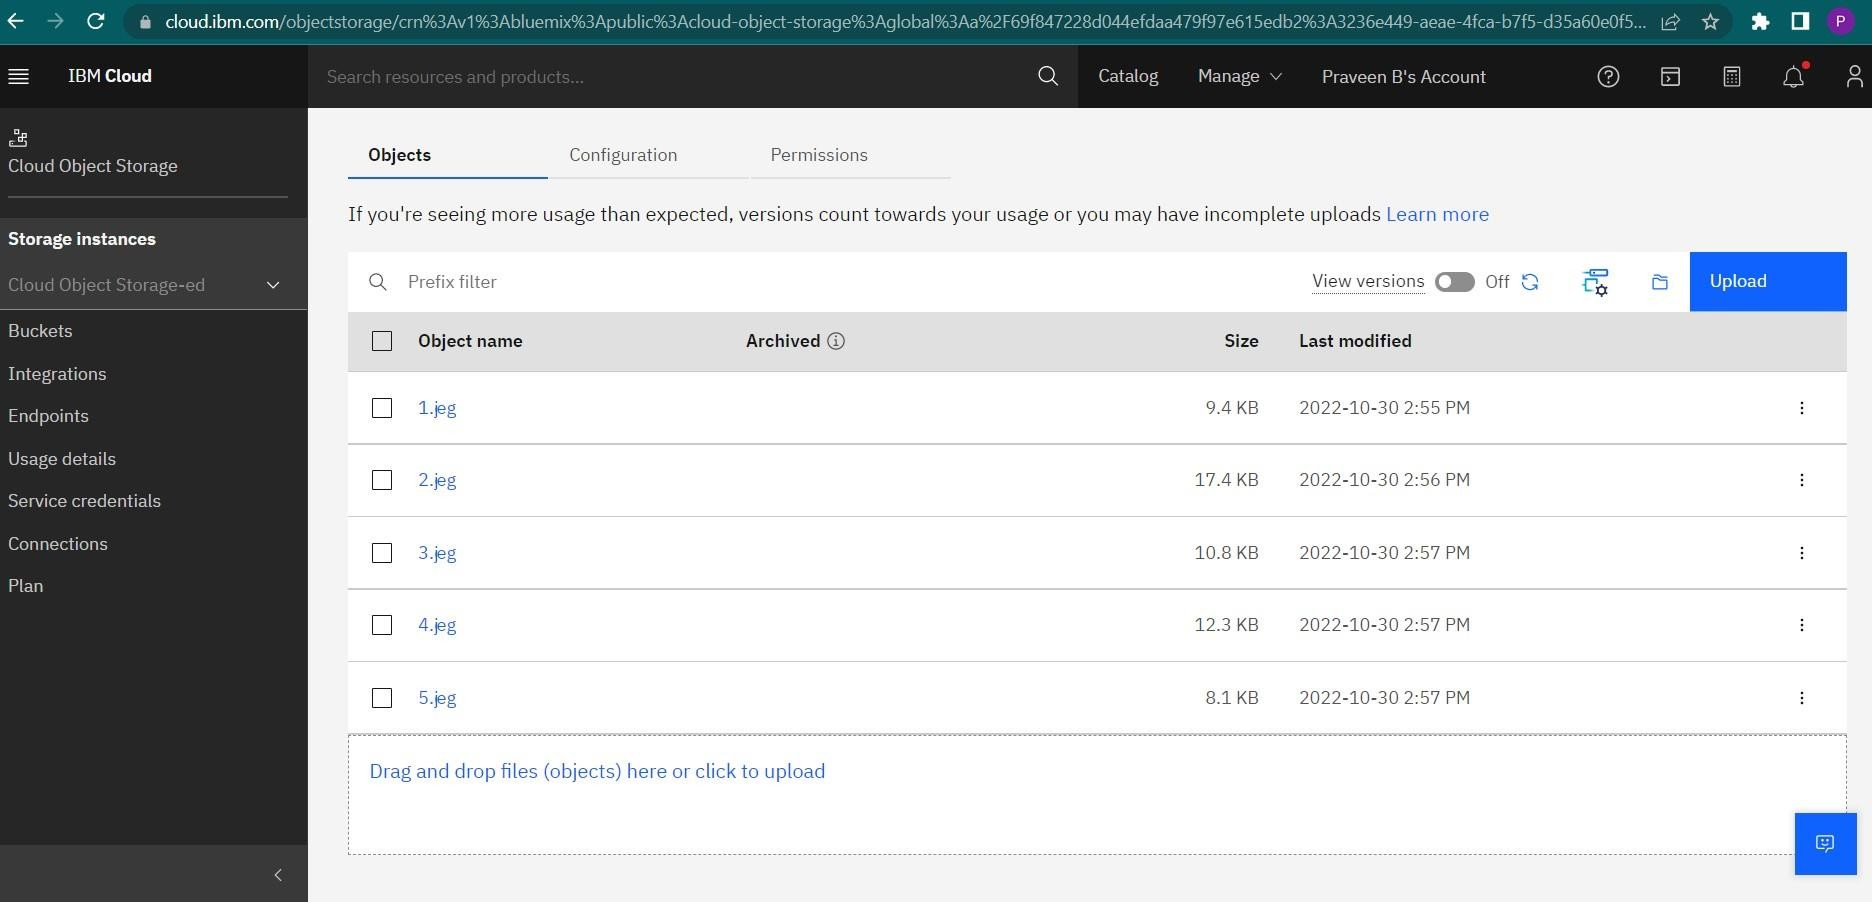 cloud.ibm.com/objectstorage/crn%3Av1%3Abluemix%3Apublic%3Acloud-object-storage%3Aglobal%3Aa%2F69f847228d044efdaa479f97e615edb2%3A3236e449-aeae-4fca-b7f5-d35a60e0f5... P
IBM Cloud Search resources and products... Catalog Manage Praveen B's Account
Cloud Object Storage
Storage instances
Cloud Object Storage-ed
Buckets
Integrations
Endpoints
Usage details
Service credentials
Connections
Plan
Objects Configuration Permissions
If you're seeing more usage than expected, versions count towards your usage or you may have incomplete uploads Learn more
Prefix filter View versions Off Upload
Object name Archived Size Last modified
1.jeg 9.4 KB 2022-10-30 2:55 PM
2.jeg 17.4 KB 2022-10-30 2:56 PM
3.jeg 10.8 KB 2022-10-30 2:57 PM
4.jeg 12.3 KB 2022-10-30 2:57 PM
5.jeg 8.1 KB 2022-10-30 2:57 PM
Drag and drop files (objects) here or click to upload